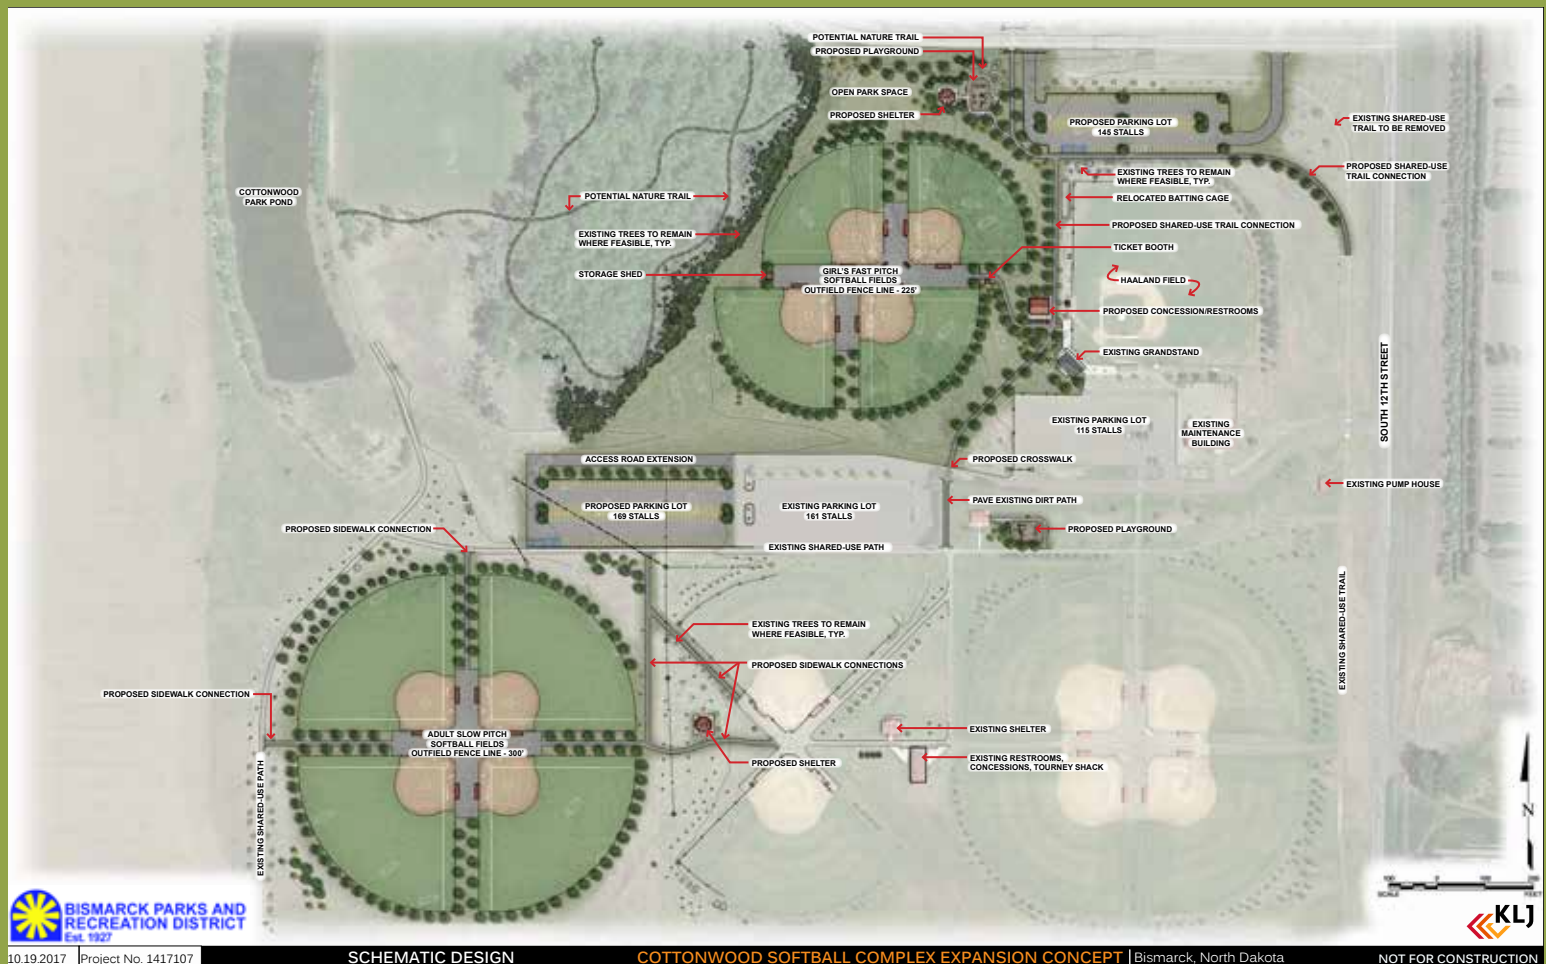 POTENTIAL NATURE TRAIL
PROPOSED PLAYGROUND
OPEN PARK SPACE
PROPOSED SHELTER
PROPOSED PARKING LOT
145 STALLS
EXISTING SHARED-USE
TRAIL TO BE REMOVED
PROPOSED SHARED-USE
TRAIL CONNECTION
EXISTING TREES TO REMAIN
WHERE FEASIBLE, TYP.
RELOCATED BATTING CAGE
PROPOSED SHARED-USE TRAIL CONNECTION
TICKET BOOTH
HAALAND FIELD
PROPOSED CONCESSION/RESTROOMS
EXISTING GRANDSTAND
COTTONWOOD
PARK POND
POTENTIAL NATURE TRAIL
EXISTING TREES TO REMAIN
WHERE FEASIBLE, TYP.
STORAGE SHED
GIRL'S FAST PITCH
SOFTBALL FIELDS
OUTFIELD FENCE LINE - 225'
SOUTH 12TH STREET
EXISTING PARKING LOT
115 STALLS
EXISTING
MAINTENANCE
BUILDING
ACCESS ROAD EXTENSION
PROPOSED CROSSWALK
EXISTING PUMP HOUSE
PROPOSED PARKING LOT
169 STALLS
EXISTING PARKING LOT
161 STALLS
PAVE EXISTING DIRT PATH
PROPOSED SIDEWALK CONNECTION
PROPOSED PLAYGROUND
EXISTING SHARED-USE PATH
EXISTING SHARED-USE TRAIL
EXISTING TREES TO REMAIN
WHERE FEASIBLE, TYP.
PROPOSED SIDEWALK CONNECTIONS
PROPOSED SIDEWALK CONNECTION
ADULT SLOW PITCH
SOFTBALL FIELDS
OUTFIELD FENCE LINE - 300'
EXISTING SHELTER
PROPOSED SHELTER
EXISTING RESTROOMS,
CONCESSIONS, TOURNEY SHACK
EXISTING SHARED-USE PATH
N
100 0 100 200
SCALE FEET
BISMARCK PARKS AND
RECREATION DISTRICT
Est. 1927
KLJ
10.19.2017 Project No. 1417107 SCHEMATIC DESIGN COTTONWOOD SOFTBALL COMPLEX EXPANSION CONCEPT | Bismarck, North Dakota NOT FOR CONSTRUCTION